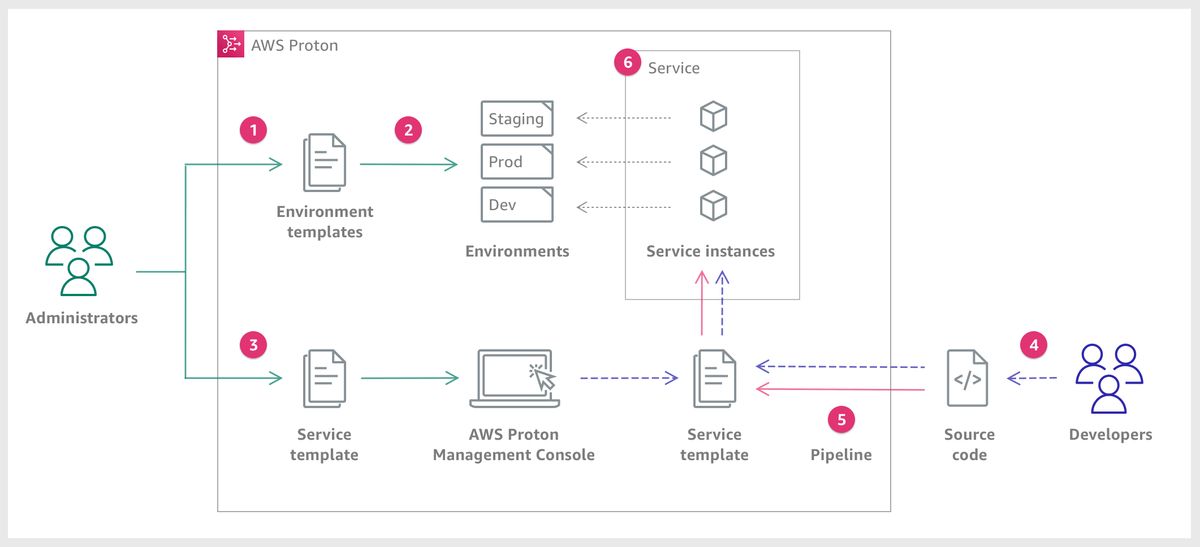 AWS Proton
6
Service
1
2
Staging
Prod
Dev
Environment
templates
Environments
Service instances
Administrators
3
4
5
Service
template
AWS Proton
Management Console
Service
template
Pipeline
Source
code
</>
Developers